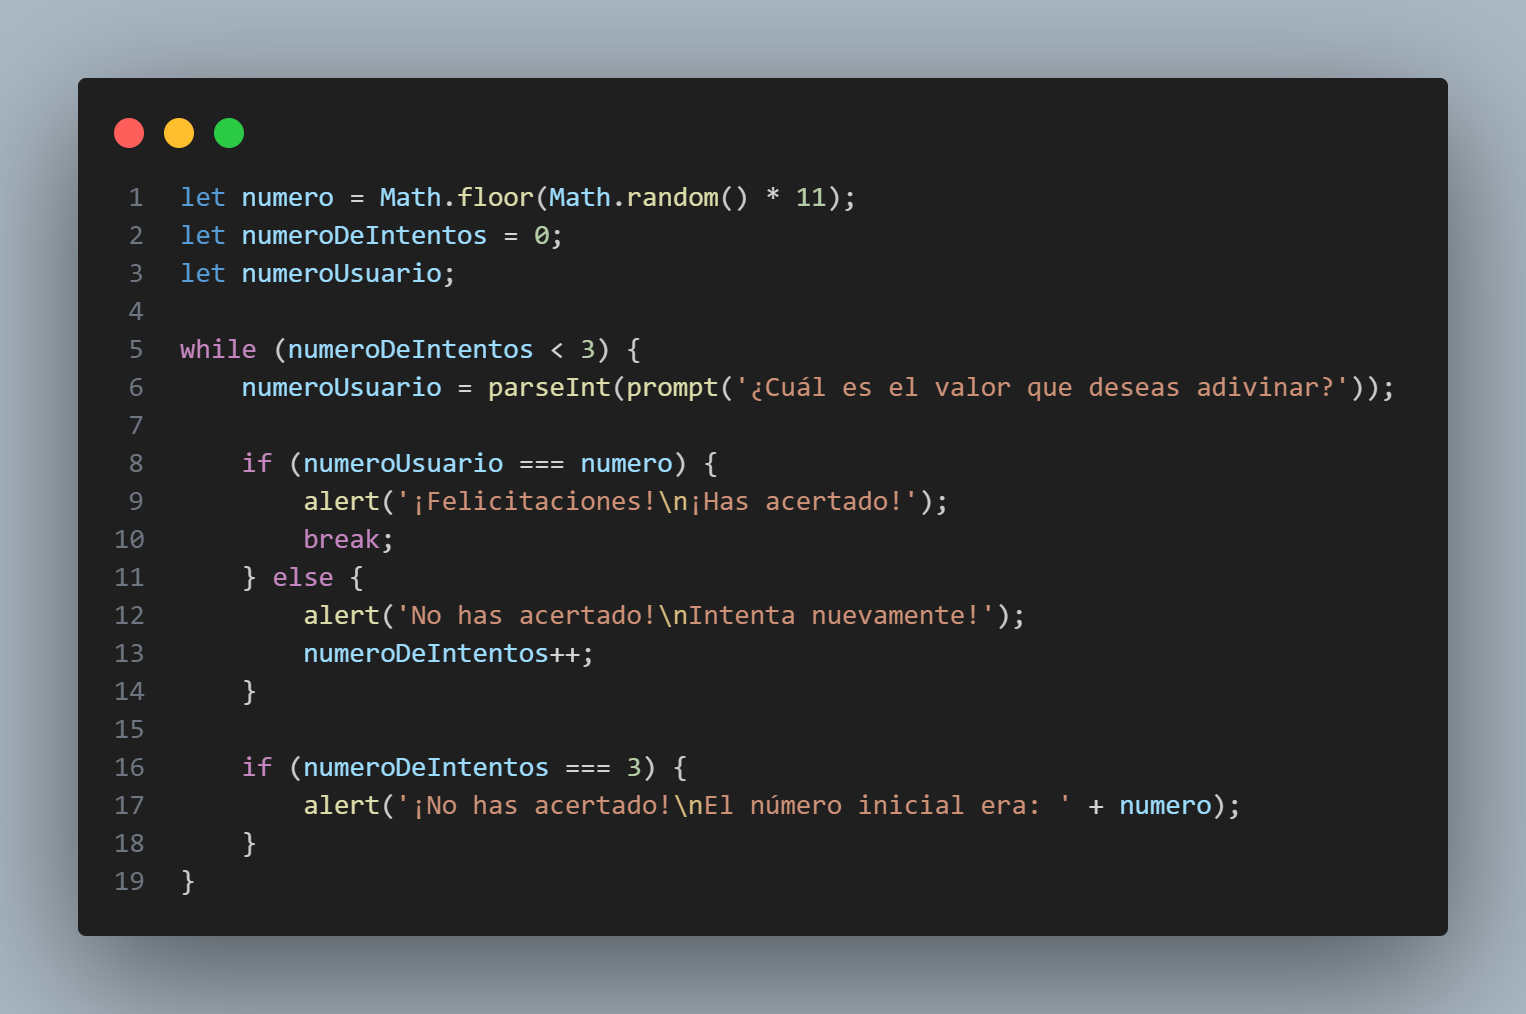 1 let numero = Math.floor(Math.random() * 11);
2 let numeroDeIntentos = 0;
3 let numeroUsuario;
4
5 while (numeroDeIntentos < 3) {
6     numeroUsuario = parseInt(prompt('¿Cuál es el valor que deseas adivinar?'));
7
8     if (numeroUsuario === numero) {
9         alert('¡Felicitaciones!\n¡Has acertado!');
10         break;
11     } else {
12         alert('No has acertado!\nIntenta nuevamente!');
13         numeroDeIntentos++;
14     }
15
16     if (numeroDeIntentos === 3) {
17         alert('¡No has acertado!\nEl número inicial era: ' + numero);
18     }
19 }